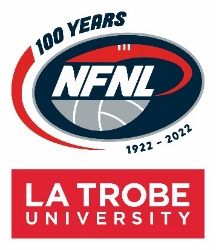 100 YEARS
NFNL
1922 - 2022
LA TROBE
UNIVERSITY